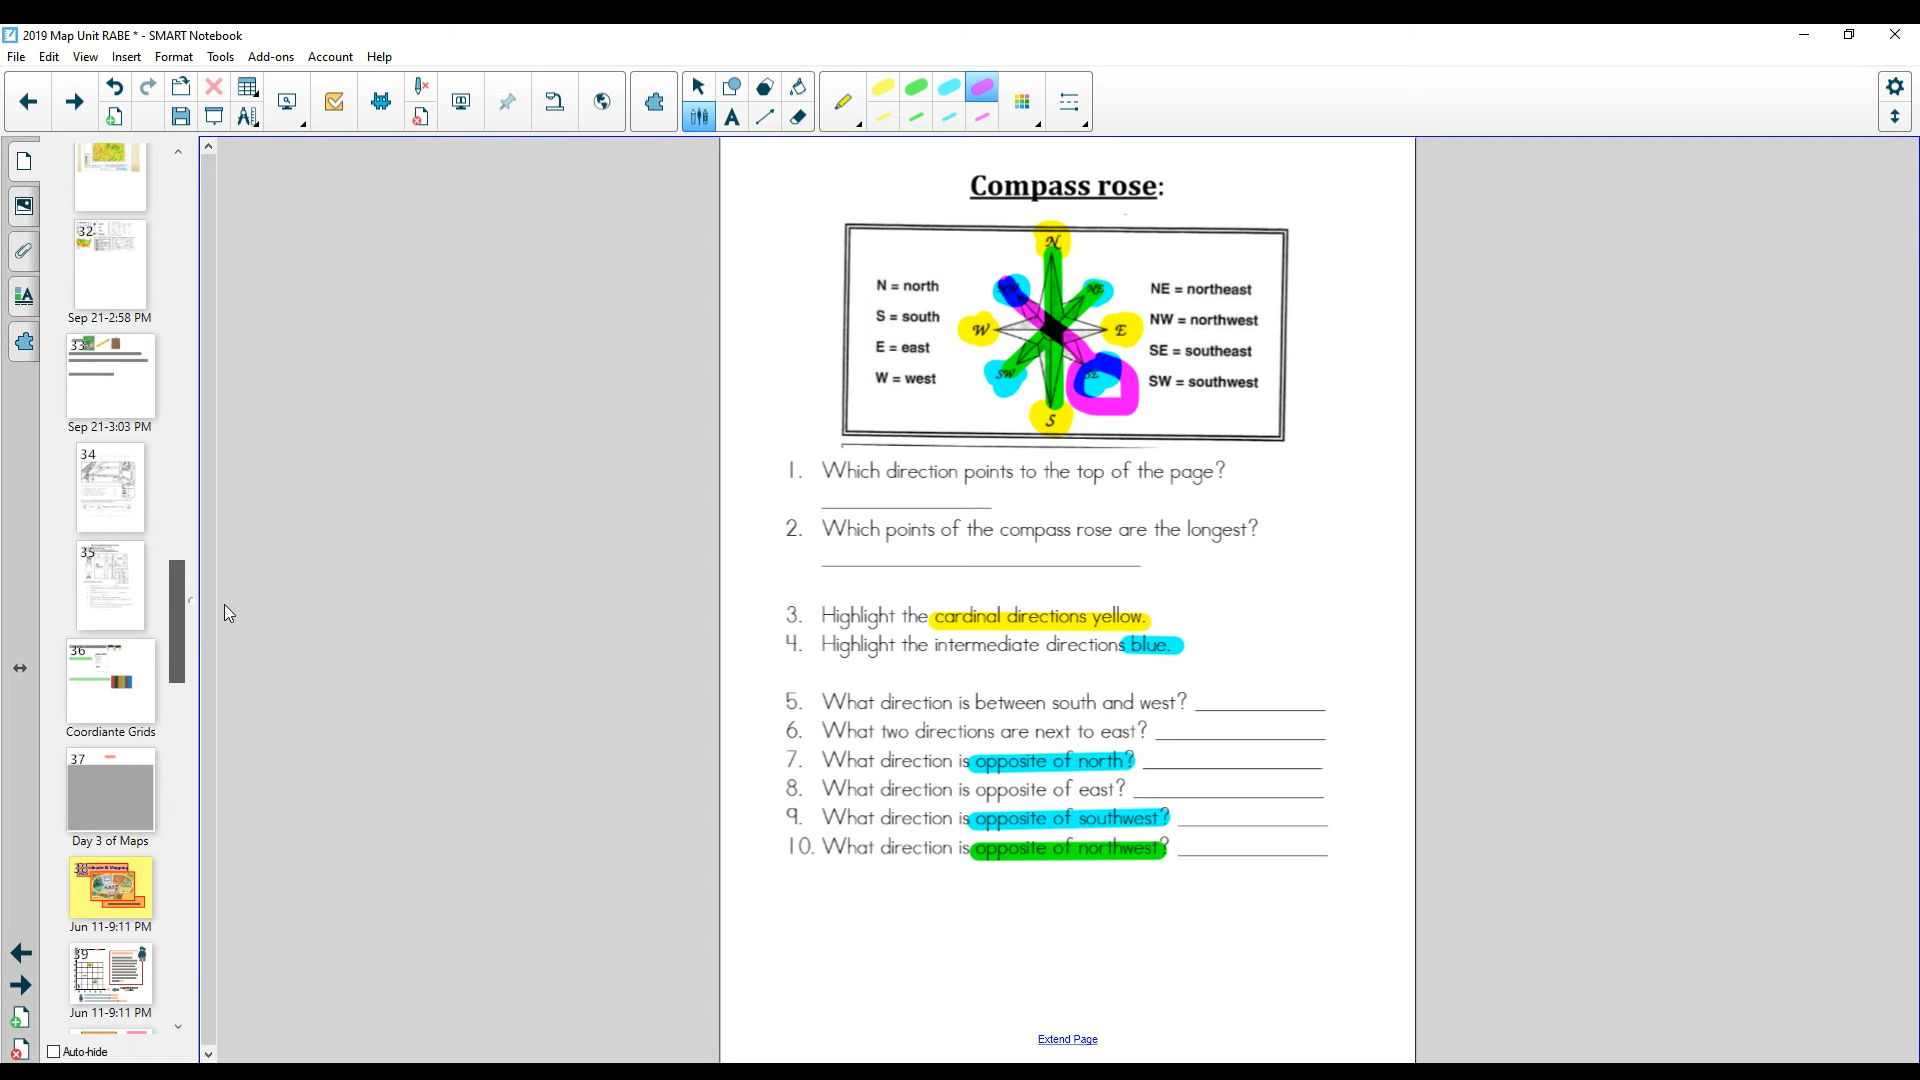 2019 Map Unit RABE * - SMART Notebook
File Edit View Insert Format Tools Add-ons Account Help
32
Sep 21-2:58 PM
33
Sep 21-3:03 PM
34
35
36
Coordiante Grids
37
Day 3 of Maps
Jun 11-9:11 PM
39
Jun 11-9:11 PM
Auto-hide
Compass rose:
N = north
S = south
E = east
W = west
N
NE
W
E
SW
SE
S
NE = northeast
NW = northwest
SE = southeast
SW = southwest
1. Which direction points to the top of the page?
2. Which points of the compass rose are the longest?
3. Highlight the cardinal directions yellow.
4. Highlight the intermediate directions blue.
5. What direction is between south and west?
6. What two directions are next to east?
7. What direction is opposite of north?
8. What direction is opposite of east?
9. What direction is opposite of southwest?
10. What direction is opposite of northwest?
Extend Page